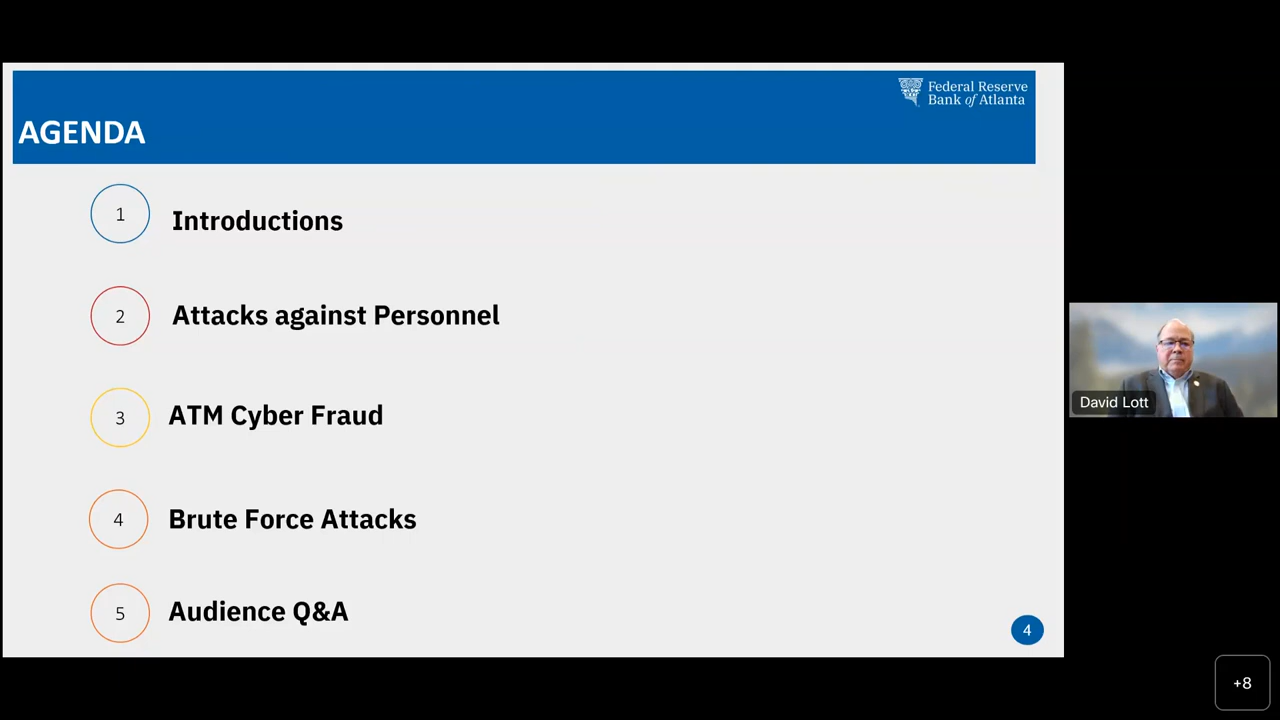 Federal Reserve
Bank of Atlanta
AGENDA
1
Introductions
2
Attacks against Personnel
3
ATM Cyber Fraud
4
Brute Force Attacks
5
Audience Q&A
4
David Lott
+8